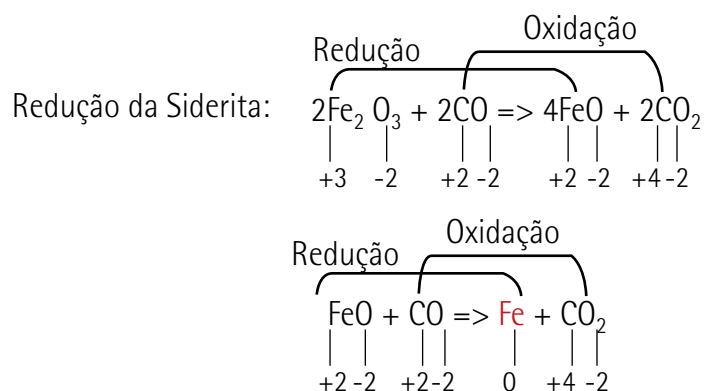 Oxidação
Redução
Redução da Siderita: 2Fe₂ O₃ + 2CO => 4FeO + 2CO₂
+3 -2 +2 -2 +2 -2 +4 -2
Oxidação
Redução
FeO + CO => Fe + CO₂
+2 -2 +2-2 0 +4 -2